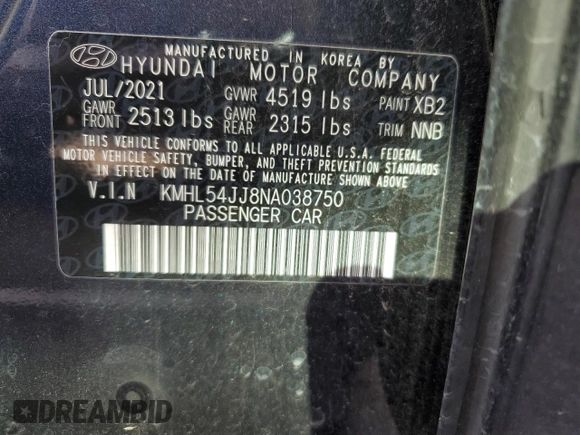 MANUFACTURED IN KOREA BY
HYUNDAI MOTOR COMPANY
JUL/2021 GVWR 4519 lbs PAINT XB2
GAWR FRONT 2513 lbs GAWR REAR 2315 lbs TRIM NNB
THIS VEHICLE CONFORMS TO ALL APPLICABLE U.S.A. FEDERAL
MOTOR VEHICLE SAFETY, BUMPER, AND THEFT PREVENTION STANDARDS
IN EFFECT ON THE DATE OF MANUFACTURE SHOWN ABOVE.
V.I.N KMHL54JJ8NA038750
PASSENGER CAR
DREAMBID